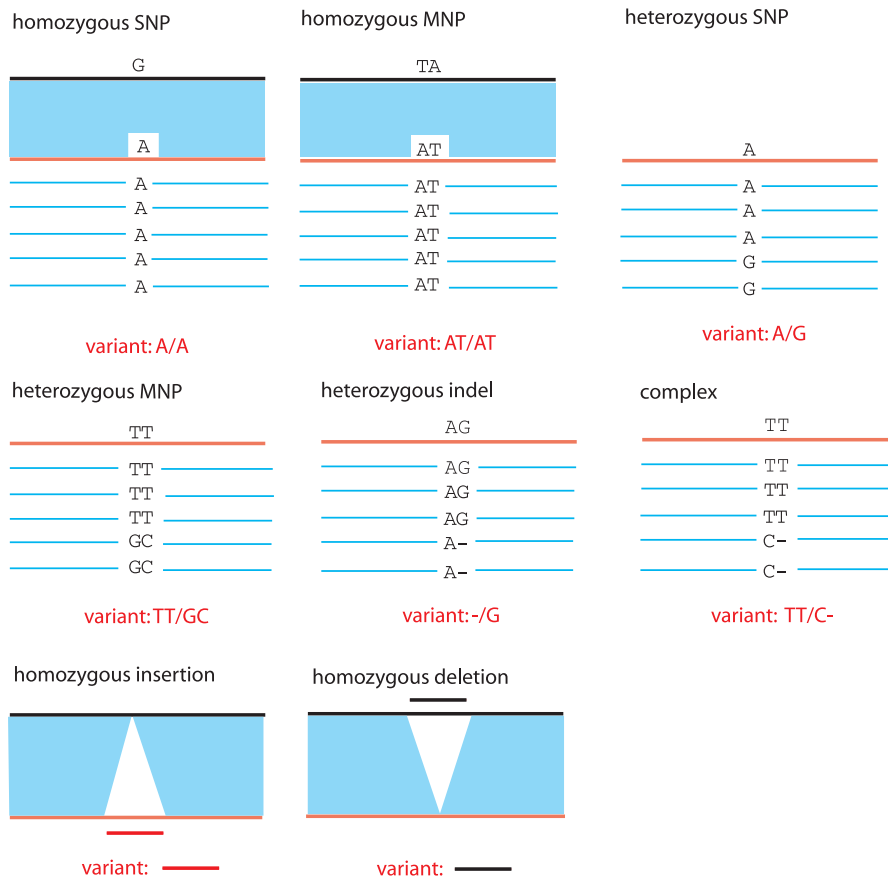 homozygous SNP
G
A
A
A
A
A
A
variant: A/A
homozygous MNP
TA
AT
AT
AT
AT
AT
AT
variant: AT/AT
heterozygous SNP
A
A
A
A
G
G
variant: A/G
heterozygous MNP
TT
TT
TT
TT
GC
GC
variant: TT/GC
heterozygous indel
AG
AG
AG
AG
A-
A-
variant: -/G
complex
TT
TT
TT
TT
C-
C-
variant: TT/C-
homozygous insertion
variant:
homozygous deletion
variant: